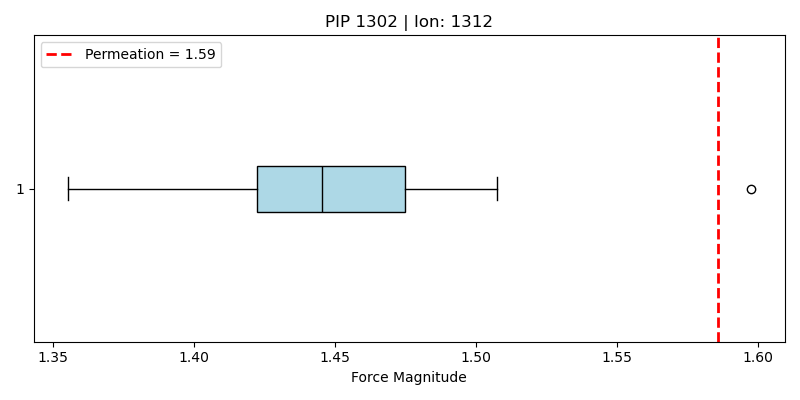 PIP 1302 | Ion: 1312
Permeation = 1.59
1
1.35 1.40 1.45 1.50 1.55 1.60
Force Magnitude